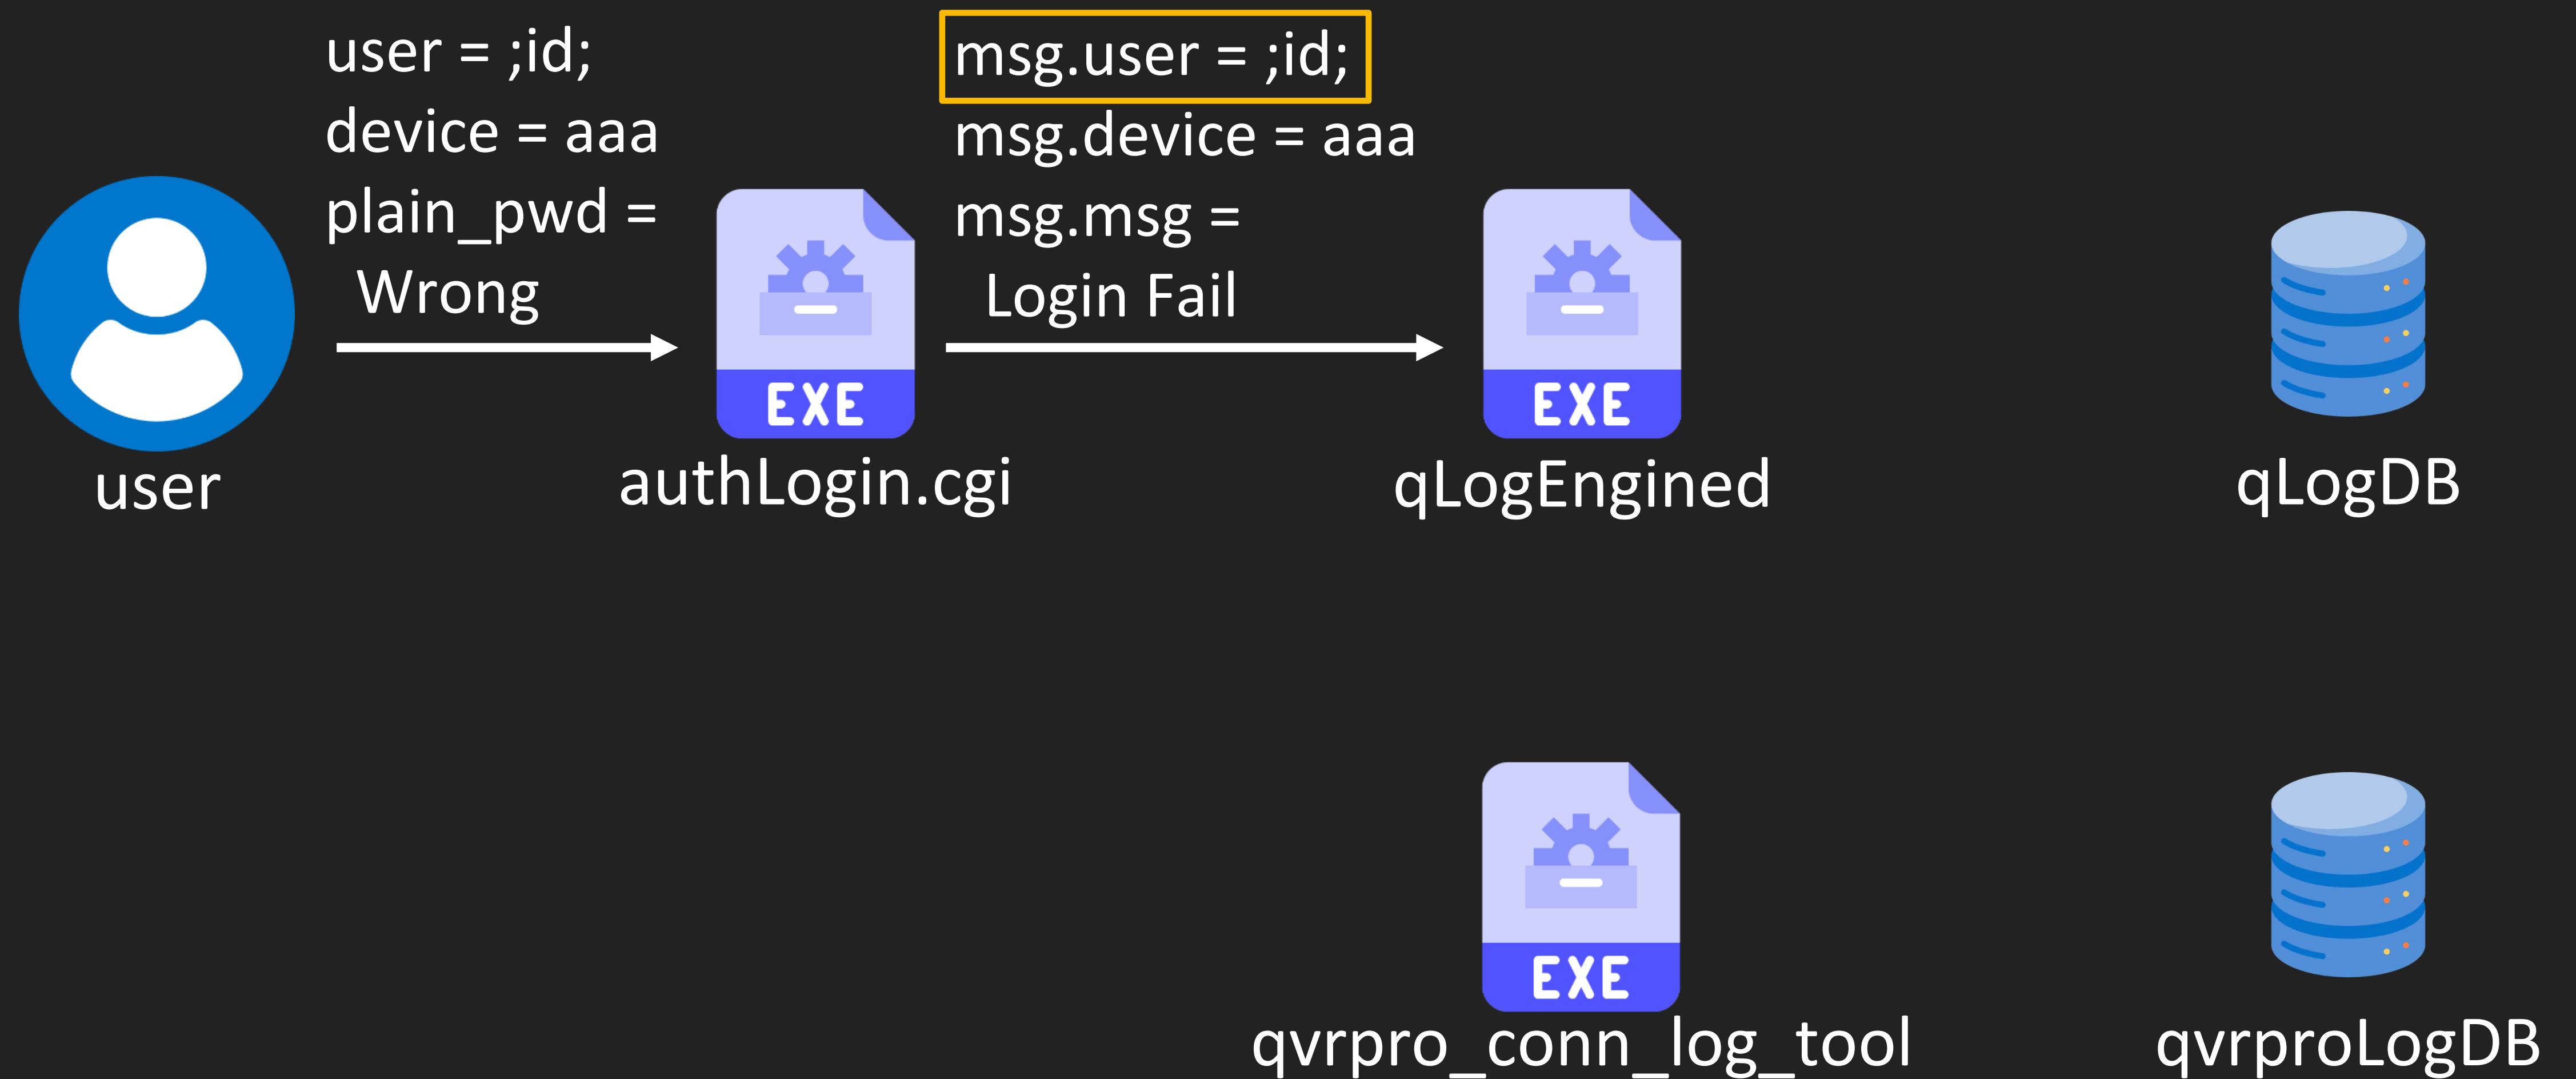 user = ;id;
device = aaa
plain_pwd =
Wrong
msg.user = ;id;
msg.device = aaa
msg.msg =
Login Fail
EXE
EXE
user
authLogin.cgi
qLogEngined
qLogDB
EXE
qvrpro_conn_log_tool
qvrproLogDB